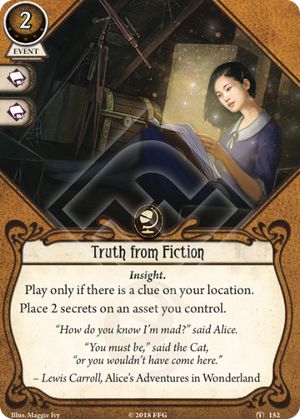 2
EVENT
Truth from Fiction
Insight.
Play only if there is a clue on your location.
Place 2 secrets on an asset you control.
“How do you know I’m mad?” said Alice.
“You must be,” said the Cat,
“or you wouldn’t have come here.”
– Lewis Carroll, Alice’s Adventures in Wonderland
Illus. Maggie Ivy
© 2018 FFG
152